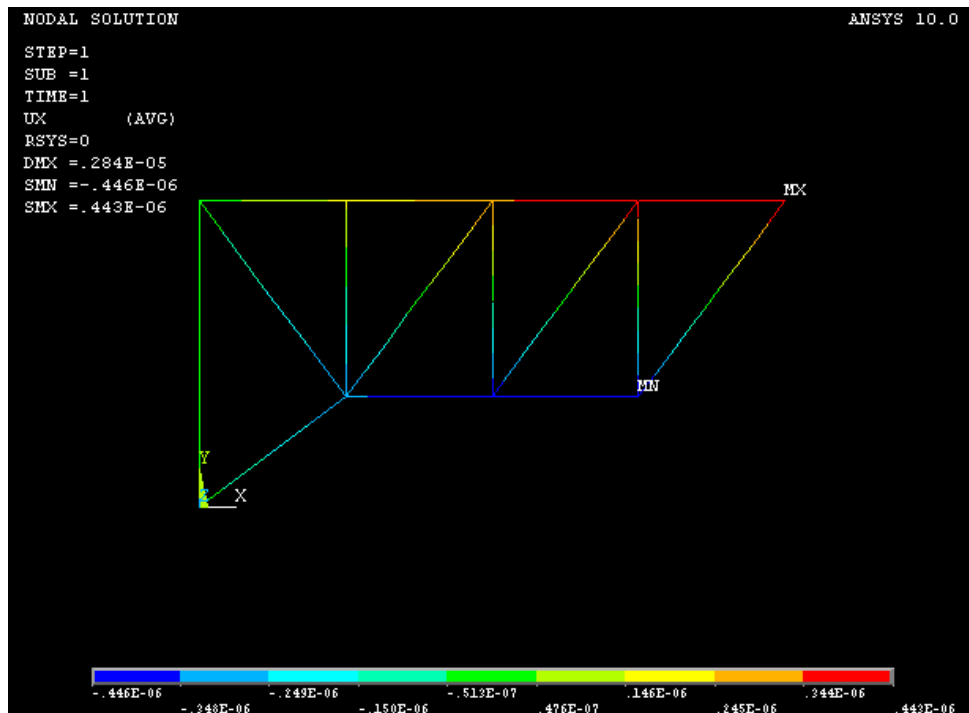 NODAL SOLUTION
ANSYS 10.0
STEP=1
SUB =1
TIME=1
UX (AVG)
RSYS=0
DMX =.284E-05
SMN =-.446E-06
SMX =.443E-06
MX
MN
Y
Z X
-.446E-06 -.249E-06 -.512E-07 .146E-06 .344E-06
-.348E-06 -.150E-06 .476E-07 .245E-06 .443E-06